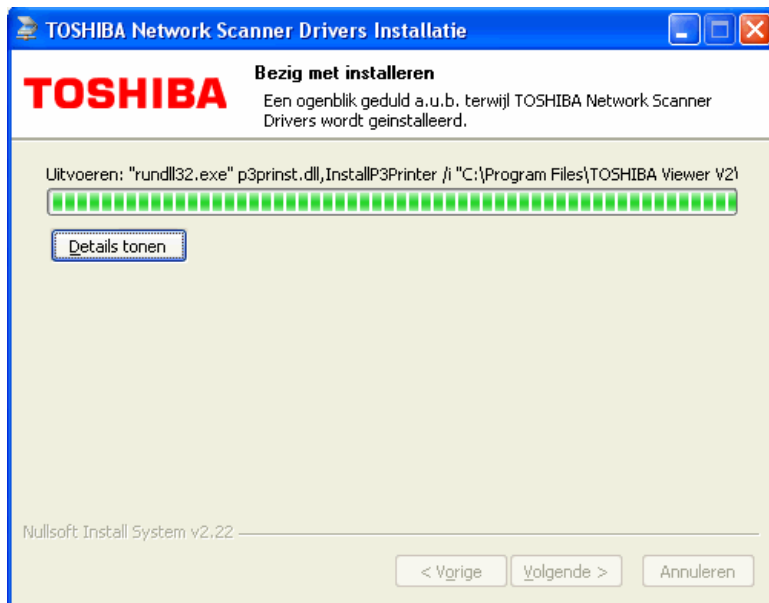 TOSHIBA Network Scanner Drivers Installatie
TOSHIBA
Bezig met installeren
Een ogenblik geduld a.u.b. terwijl TOSHIBA Network Scanner
Drivers wordt geinstalleerd.
Uitvoeren: "rundll32.exe" p3prinst.dll,InstallP3Printer /i "C:\Program Files\TOSHIBA Viewer V2\
Details tonen
Nullsoft Install System v2.22
< Vorige
Volgende >
Annuleren